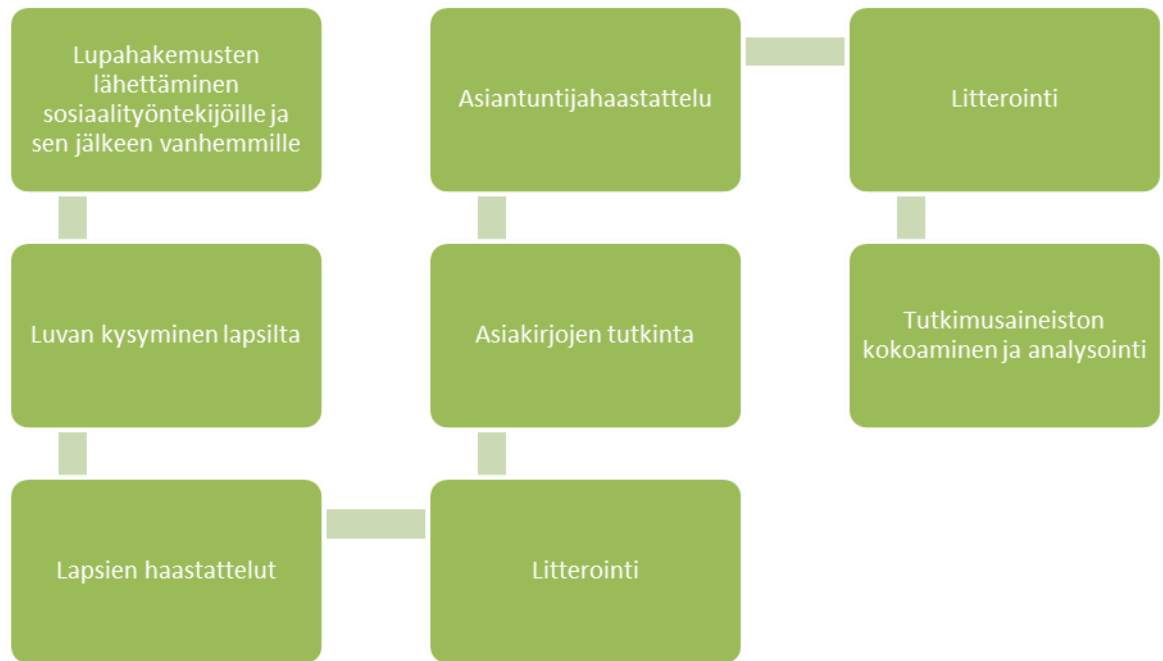 Lupahakemusten
lähettäminen
sosiaalityöntekijöille ja
sen jälkeen vanhemmille
Luvan kysyminen lapsilta
Lapsien haastattelut
Litterointi
Asiakirjojen tutkinta
Asiantuntijahaastattelu
Litterointi
Tutkimusaineiston
kokoaminen ja analysointi